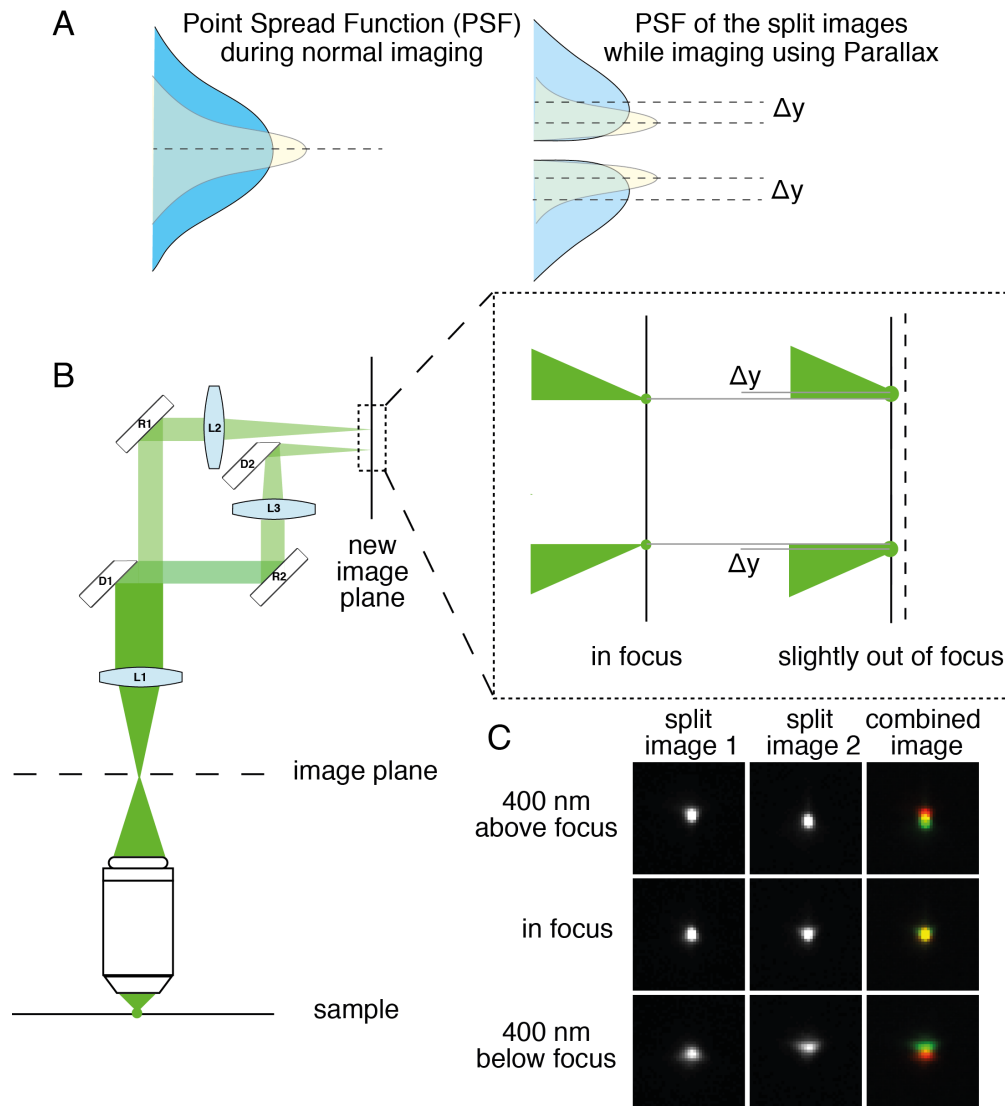 A
Point Spread Function (PSF)
during normal imaging
PSF of the split images
while imaging using Parallax
Δy
Δy
B
R1
L2
D2
L3
D1
R2
L1
new
image
plane
image plane
sample
Δy
Δy
in focus
slightly out of focus
C
split
image 1
split
image 2
combined
image
400 nm
above focus
in focus
400 nm
below focus